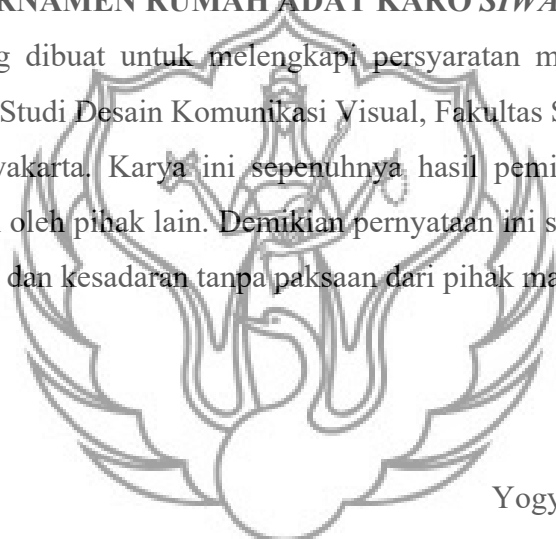 RNAMEN RUMAH ADAT KARO SIWA
g dibuat untuk melengkapi persyaratan m
Studi Desain Komunikasi Visual, Fakultas S
yakarta. Karya ini sepenuhnya hasil pemi
oleh pihak lain. Demikian pernyataan ini s
dan kesadaran tanpa paksaan dari pihak ma
Yogy